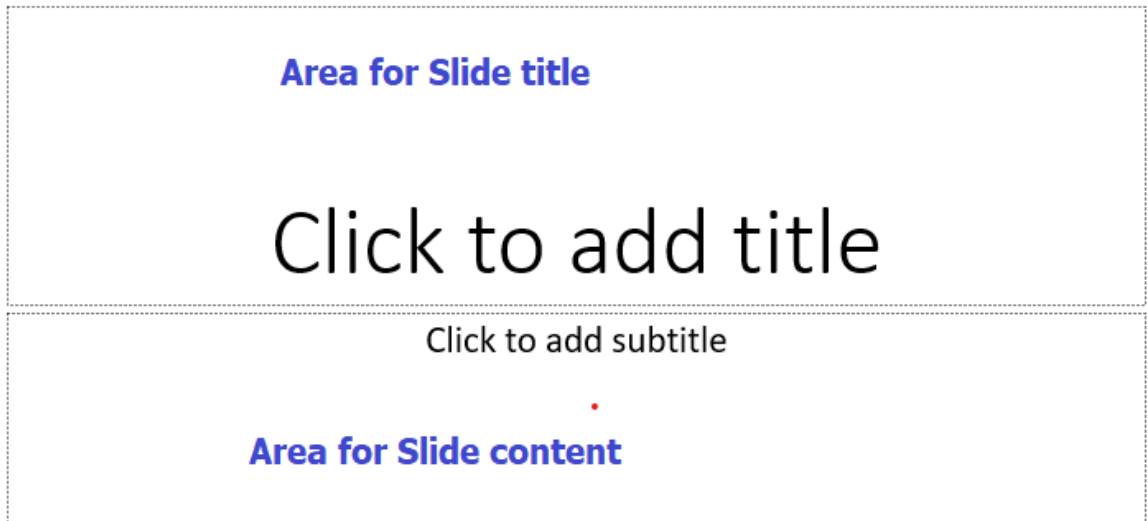 Area for Slide title
Click to add title
Click to add subtitle
Area for Slide content